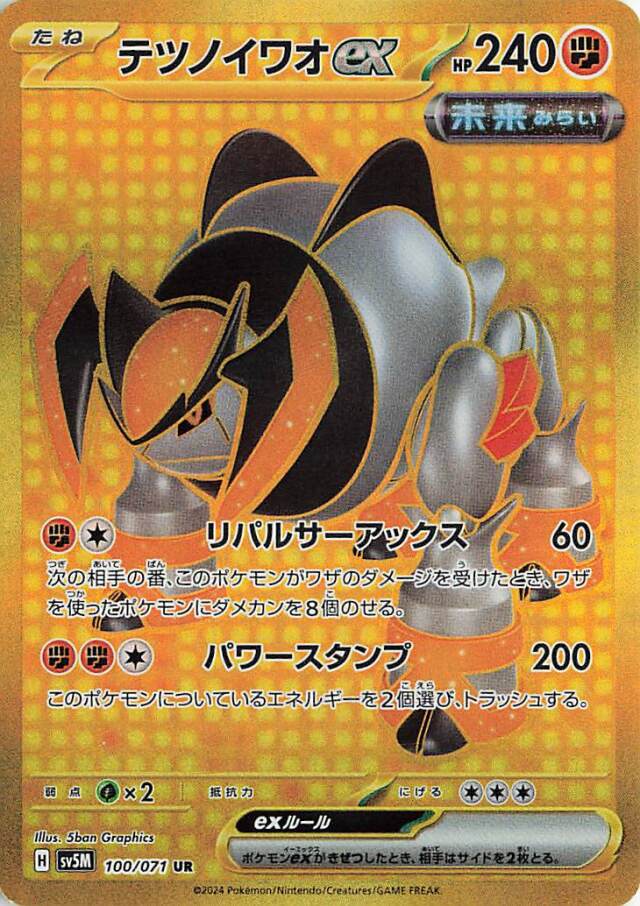 たね テツノイワオex HP240
未来 みらい
リパルサーアックス 60
次の相手の番、このポケモンがワザのダメージを受けたとき、ワザ
を使ったポケモンにダメカンを8個のせる。
パワースタンプ 200
このポケモンについているエネルギーを2個選び、トラッシュする。
弱点 ×2 抵抗力 にげる
exルール
ポケモンexがきぜつしたとき、相手はサイドを2枚とる。
Illus. 5ban Graphics
H SV5M 100/071 UR
©2024 Pokémon/Nintendo/Creatures/GAME FREAK.